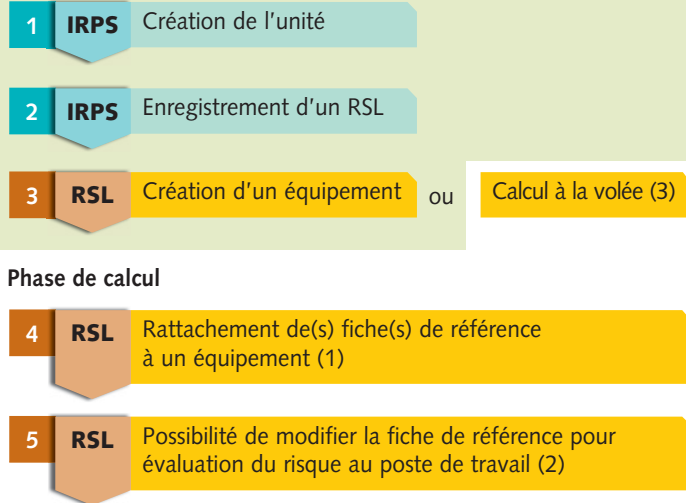 1 IRPS Création de l'unité
2 IRPS Enregistrement d'un RSL
3 RSL Création d'un équipement ou Calcul à la volée (3)
Phase de calcul
4 RSL Rattachement de(s) fiche(s) de référence
à un équipement (1)
5 RSL Possibilité de modifier la fiche de référence pour
évaluation du risque au poste de travail (2)